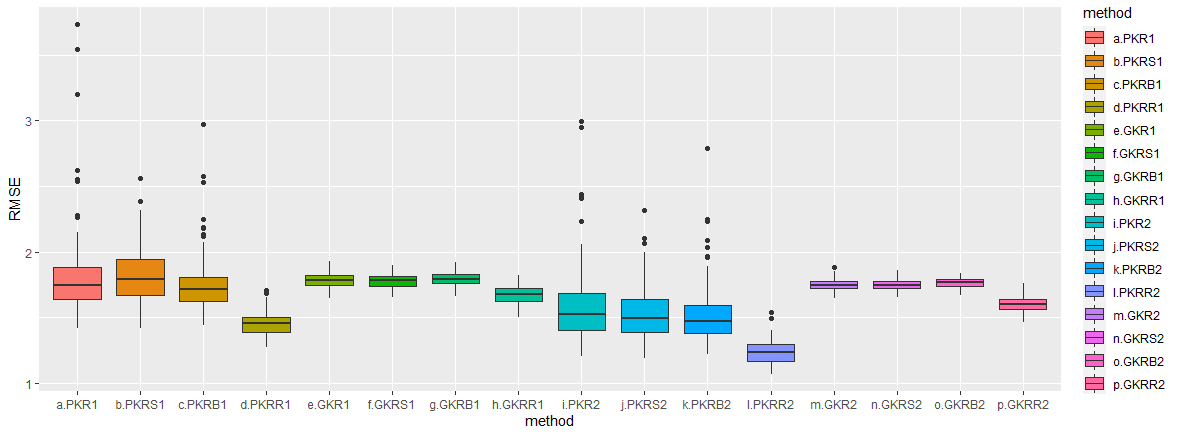 method
a.PKR1
b.PKRS1
c.PKRB1
d.PKRR1
e.GKR1
f.GKRS1
g.GKRB1
h.GKRR1
i.PKR2
j.PKRS2
k.PKRB2
l.PKRR2
m.GKR2
n.GKRS2
o.GKRB2
p.GKRR2
RMSE
3
2
1
a.PKR1 b.PKRS1 c.PKRB1 d.PKRR1 e.GKR1 f.GKRS1 g.GKRB1 h.GKRR1 i.PKR2 j.PKRS2 k.PKRB2 l.PKRR2 m.GKR2 n.GKRS2 o.GKRB2 p.GKRR2
method